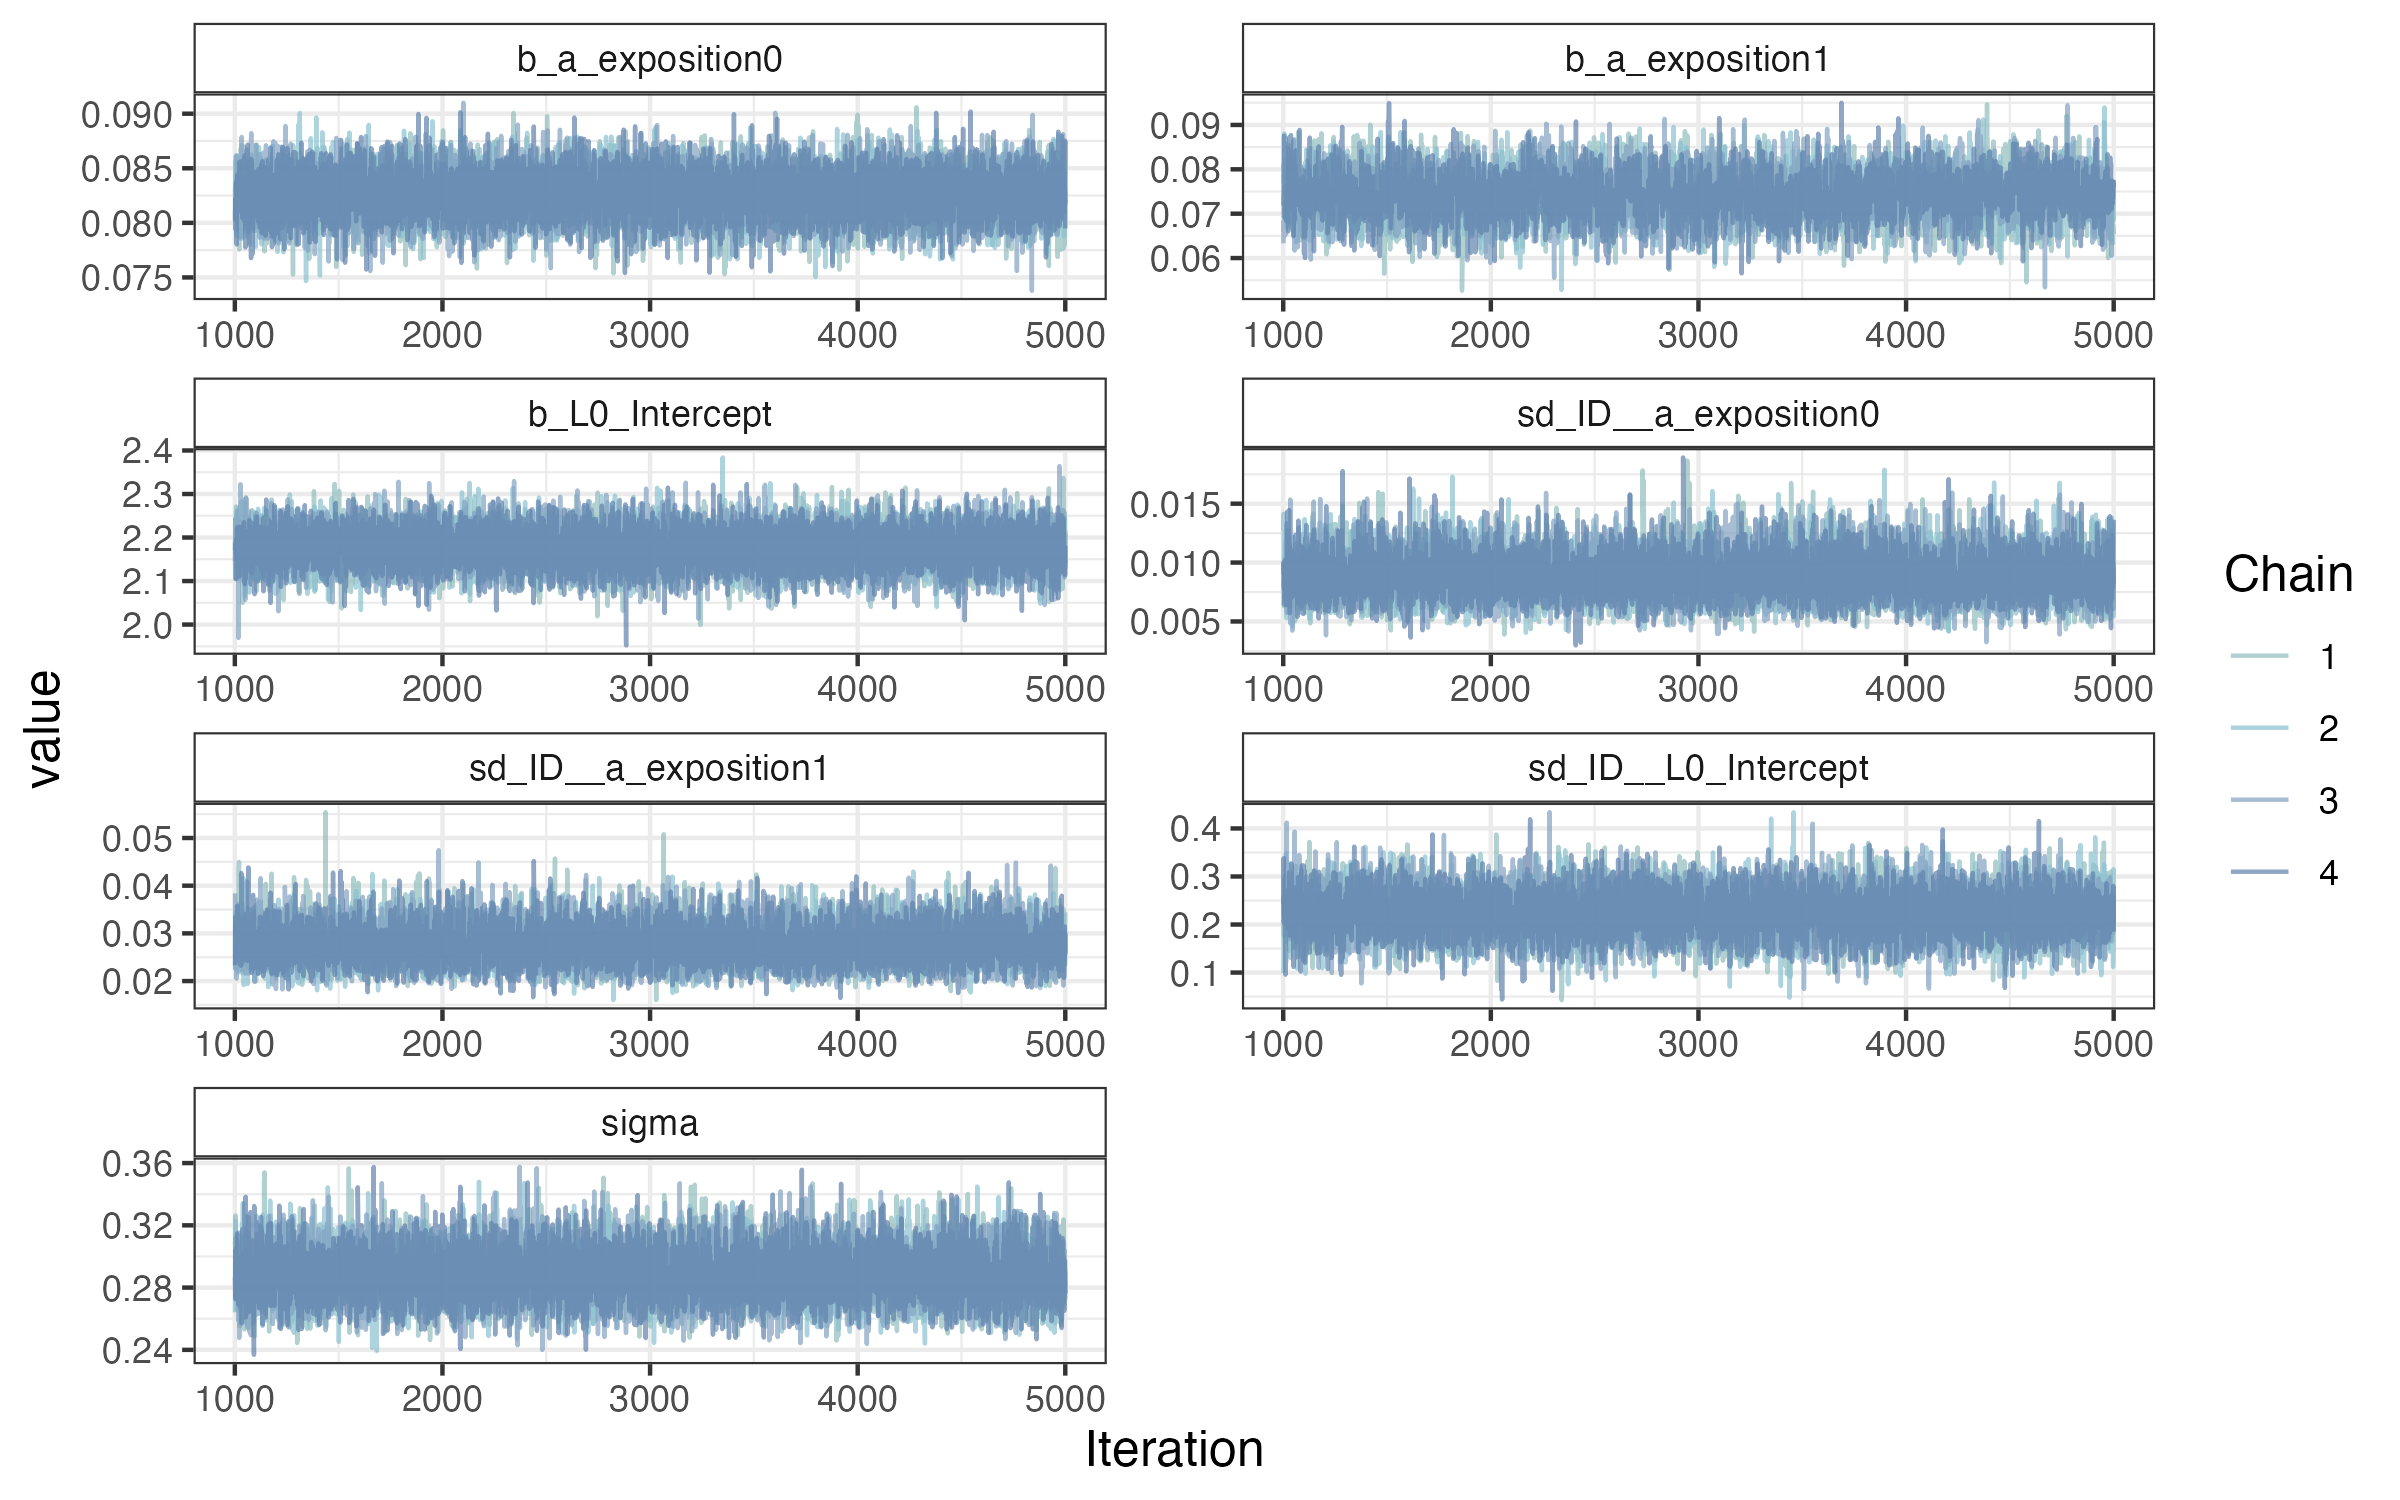 b_a_exposition0
b_a_exposition1
0.090
0.085
0.080
0.075
0.09
0.08
0.07
0.06
1000 2000 3000 4000 5000
1000 2000 3000 4000 5000
b_L0_Intercept
sd_ID__a_exposition0
2.4
2.3
2.2
2.1
2.0
0.015
0.010
0.005
1000 2000 3000 4000 5000
1000 2000 3000 4000 5000
sd_ID__a_exposition1
sd_ID__L0_Intercept
0.05
0.04
0.03
0.02
0.4
0.3
0.2
0.1
1000 2000 3000 4000 5000
1000 2000 3000 4000 5000
sigma
0.36
0.32
0.28
0.24
1000 2000 3000 4000 5000
value
Iteration
Chain
1
2
3
4